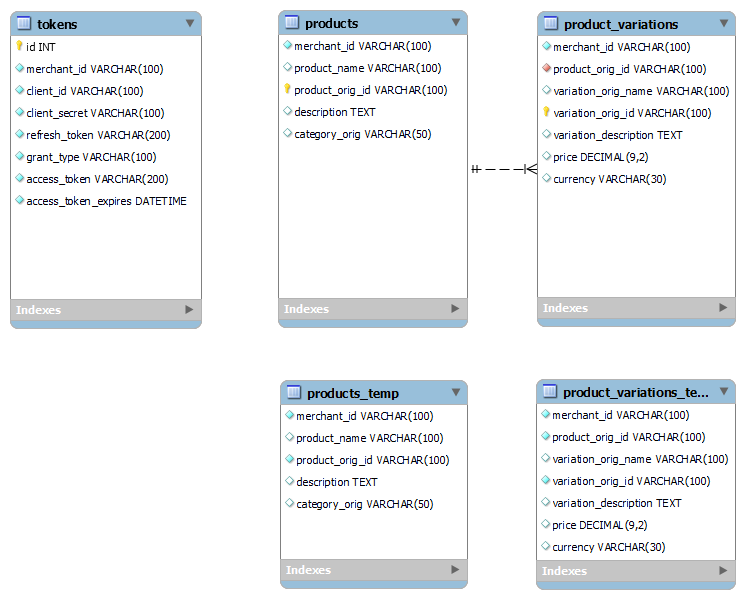 tokens
id INT
merchant_id VARCHAR(100)
client_id VARCHAR(100)
client_secret VARCHAR(100)
refresh_token VARCHAR(200)
grant_type VARCHAR(100)
access_token VARCHAR(200)
access_token_expires DATETIME
Indexes
products
merchant_id VARCHAR(100)
product_name VARCHAR(100)
product_orig_id VARCHAR(100)
description TEXT
category_orig VARCHAR(50)
Indexes
product_variations
merchant_id VARCHAR(100)
product_orig_id VARCHAR(100)
variation_orig_name VARCHAR(100)
variation_orig_id VARCHAR(100)
variation_description TEXT
price DECIMAL(9,2)
currency VARCHAR(30)
Indexes
products_temp
merchant_id VARCHAR(100)
product_name VARCHAR(100)
product_orig_id VARCHAR(100)
description TEXT
category_orig VARCHAR(50)
Indexes
product_variations_te...
merchant_id VARCHAR(100)
product_orig_id VARCHAR(100)
variation_orig_name VARCHAR(100)
variation_orig_id VARCHAR(100)
variation_description TEXT
price DECIMAL(9,2)
currency VARCHAR(30)
Indexes